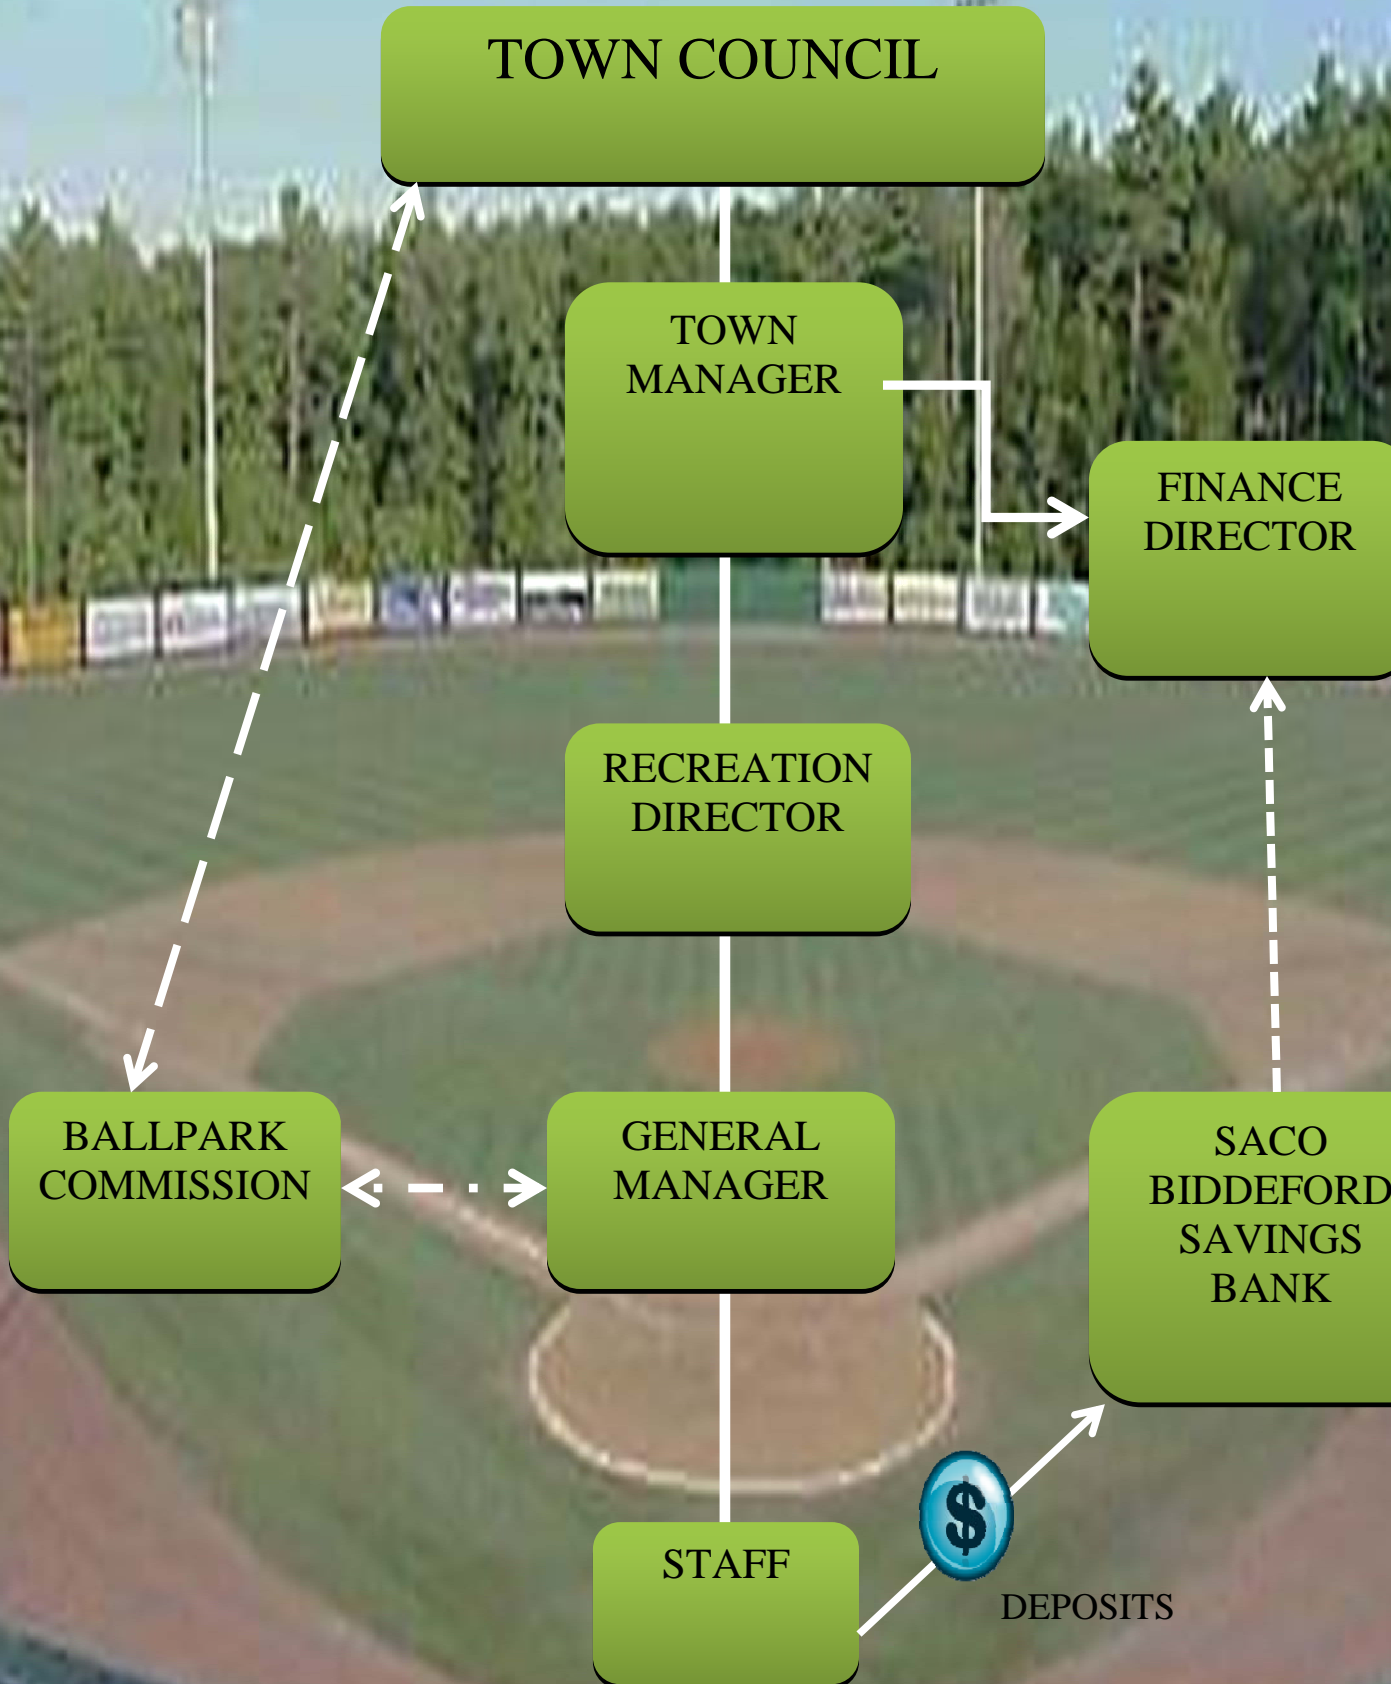 TOWN COUNCIL
TOWN
MANAGER
FINANCE
DIRECTOR
RECREATION
DIRECTOR
BALLPARK
COMMISSION
GENERAL
MANAGER
SACO
BIDDEFORD
SAVINGS
BANK
$
STAFF
DEPOSITS